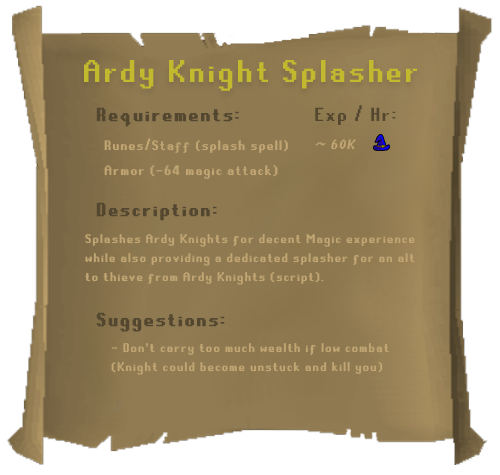 Ardy Knight Splasher
Requirements:
Exp / Hr:
Runes/Staff (splash spell)
~ 60K
Armor (-64 magic attack)
Description:
Splashes Ardy Knights for decent Magic experience
while also providing a dedicated splasher for an alt
to thieve from Ardy Knights (script).
Suggestions:
- Don't carry too much wealth if low combat
(Knight could become unstuck and kill you)